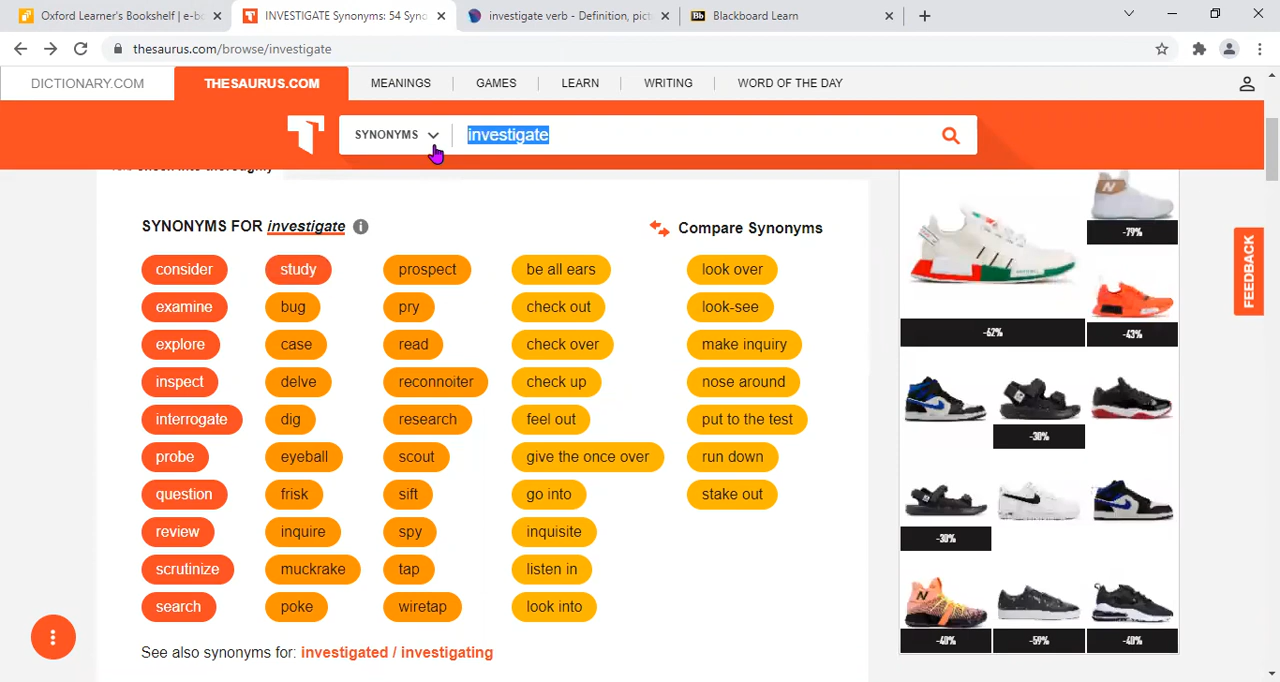 Oxford Learner's Bookshelf | e-bo
INVESTIGATE Synonyms: 54 Syno
investigate verb - Definition, pict
Bb Blackboard Learn
thesaurus.com/browse/investigate
DICTIONARY.COM
THESAURUS.COM
MEANINGS
GAMES
LEARN
WRITING
WORD OF THE DAY
SYNONYMS
investigate
SYNONYMS FOR investigate
Compare Synonyms
consider study prospect be all ears look over
examine bug pry check out look-see
explore case read check over make inquiry
inspect delve reconnoiter check up nose around
interrogate dig research feel out put to the test
probe eyeball scout give the once over run down
question frisk sift go into stake out
review inquire spy inquisite
scrutinize muckrake tap listen in
search poke wiretap look into
See also synonyms for: investigated / investigating
-79%
-62%
-43%
-30%
-30%
-40%
-59%
-40%
FEEDBACK